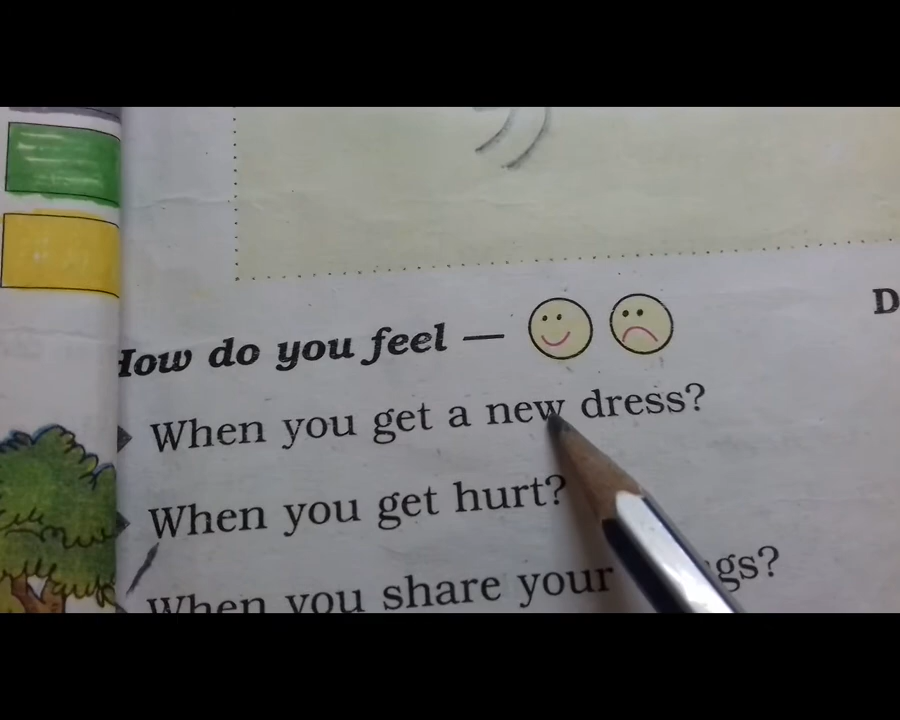 How do you feel —
When you get a new dress?
When you get hurt?
When you share your
D